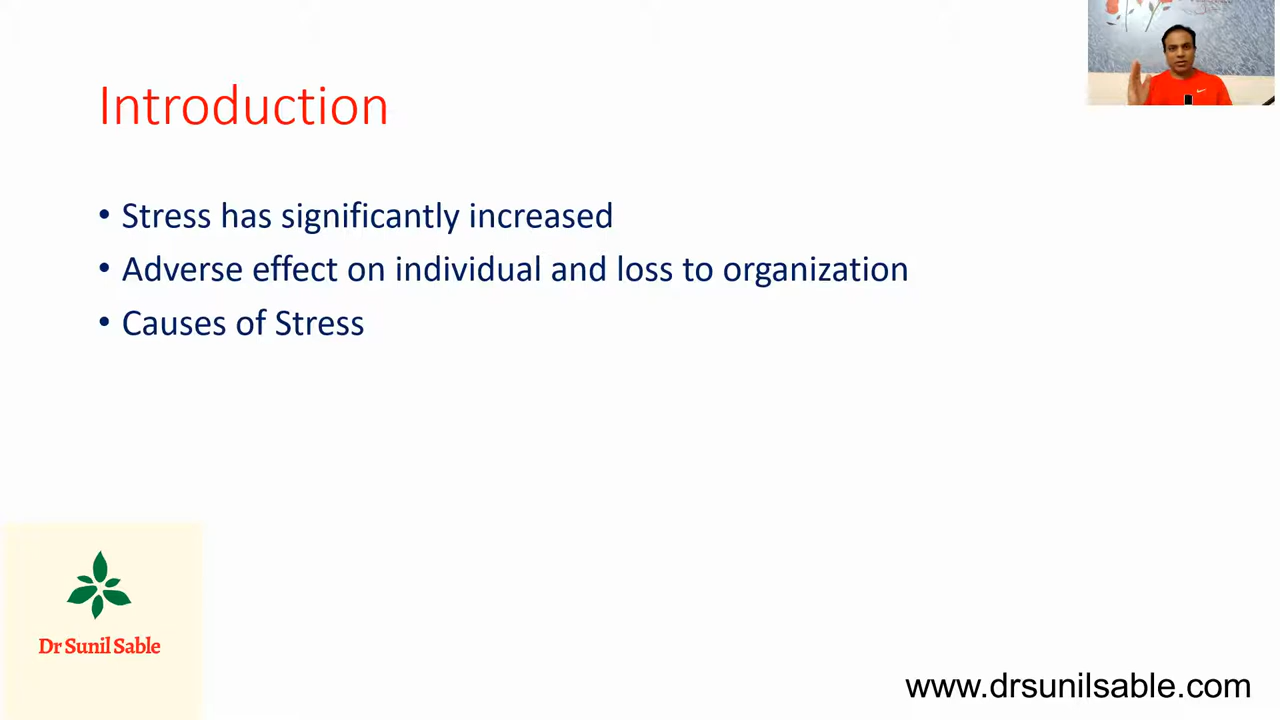 Introduction
• Stress has significantly increased
• Adverse effect on individual and loss to organization
• Causes of Stress
Dr Sunil Sable
www.drsunilsable.com